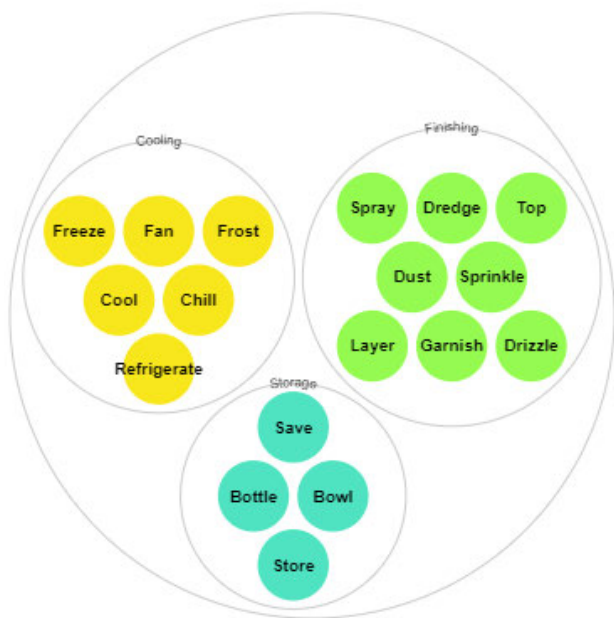 Cooling
Freeze
Fan
Frost
Cool
Chill
Refrigerate
Finishing
Spray
Dredge
Top
Dust
Sprinkle
Layer
Garnish
Drizzle
Storage
Save
Bottle
Bowl
Store